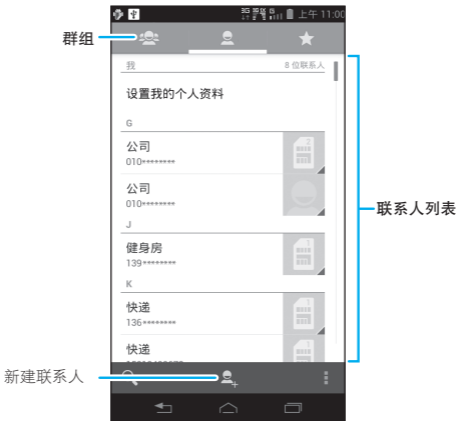 3G
上午 11:00
群组
我
8 位联系人
设置我的个人资料
G
公司
010********
公司
010********
联系人列表
J
健身房
139********
K
快递
136********
快递
新建联系人